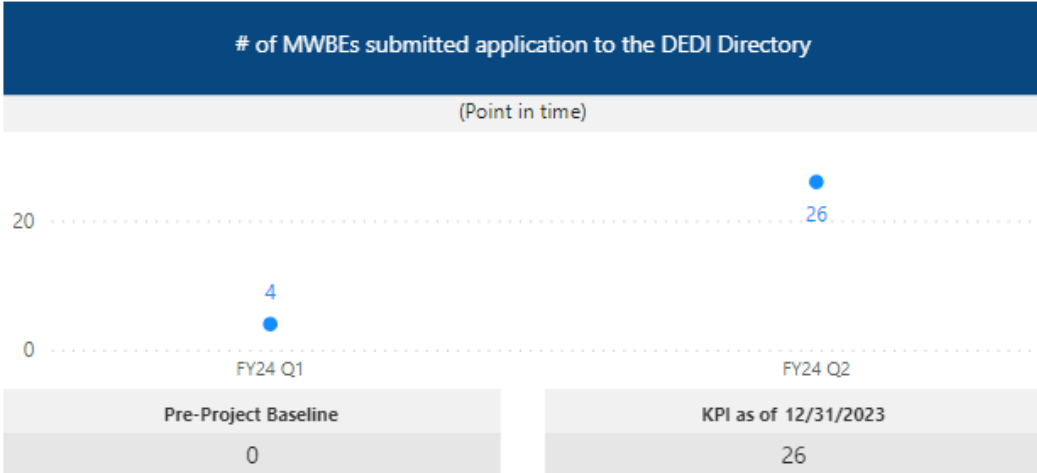 # of MWBEs submitted application to the DEDI Directory
(Point in time)
20
26
4
0
FY24 Q1 FY24 Q2
Pre-Project Baseline KPI as of 12/31/2023
0 26